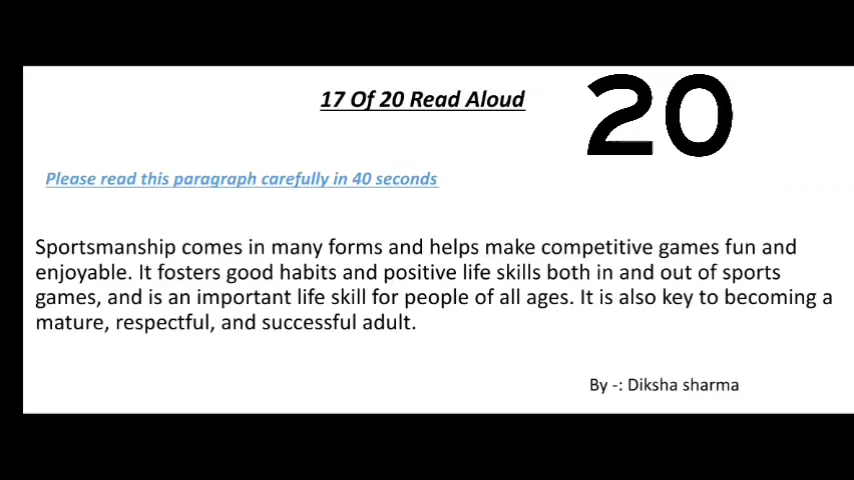 17 Of 20 Read Aloud
20
Please read this paragraph carefully in 40 seconds
Sportsmanship comes in many forms and helps make competitive games fun and
enjoyable. It fosters good habits and positive life skills both in and out of sports
games, and is an important life skill for people of all ages. It is also key to becoming a
mature, respectful, and successful adult.
By -: Diksha sharma